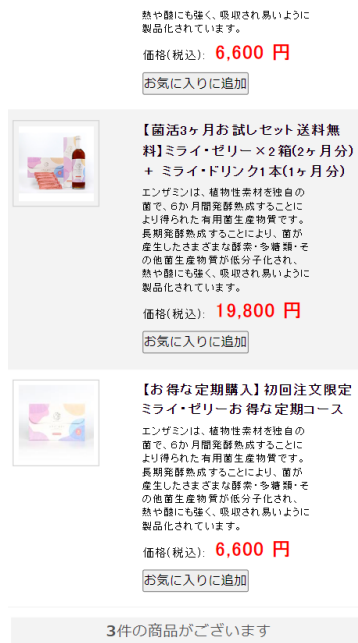 熱や酸にも強く、吸収され易いように
製品化されています。
価格(税込): 6,600 円
お気に入りに追加
【菌活3ヶ月お試しセット 送料無
料】ミライ・ゼリー×2箱(2ヶ月分)
+ ミライ・ドリンク1本(1ヶ月分)
エンザミンは、植物性素材を独自の
菌で、6か月間発酵熟成することに
より得られた有用菌生産物質です。
長期発酵熟成することにより、菌が
産生したさまざまな酵素・多糖類・そ
の他菌生産物質が低分子化され、
熱や酸にも強く、吸収され易いように
製品化されています。
価格(税込): 19,800 円
お気に入りに追加
【お得な定期購入】初回注文限定
ミライ・ゼリーお得な定期コース
エンザミンは、植物性素材を独自の
菌で、6か月間発酵熟成することに
より得られた有用菌生産物質です。
長期発酵熟成することにより、菌が
産生したさまざまな酵素・多糖類・そ
の他菌生産物質が低分子化され、
熱や酸にも強く、吸収され易いように
製品化されています。
価格(税込): 6,600 円
お気に入りに追加
3件の商品がございます